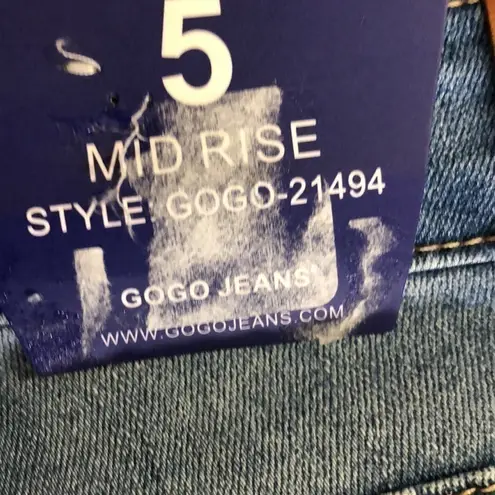 5
MID RISE
STYLE: GOGO-21494
GOGO JEANS
WWW.GOGOJEANS.COM